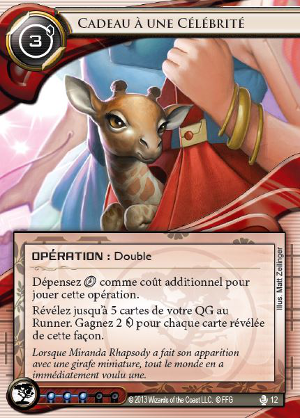 CADEAU À UNE CÉLÉBRITÉ
3
OPÉRATION : Double
Dépensez comme coût additionnel pour
jouer cette opération.
Révélez jusqu'à 5 cartes de votre QG au
Runner. Gagnez 2 pour chaque carte révélée
de cette façon.
Lorsque Miranda Rhapsody a fait son apparition
avec une girafe miniature, tout le monde en a
immédiatement voulu une.
Illus. Matt Zeilinger
©2013 Wizards of the Coast LLC. ©FFG
12